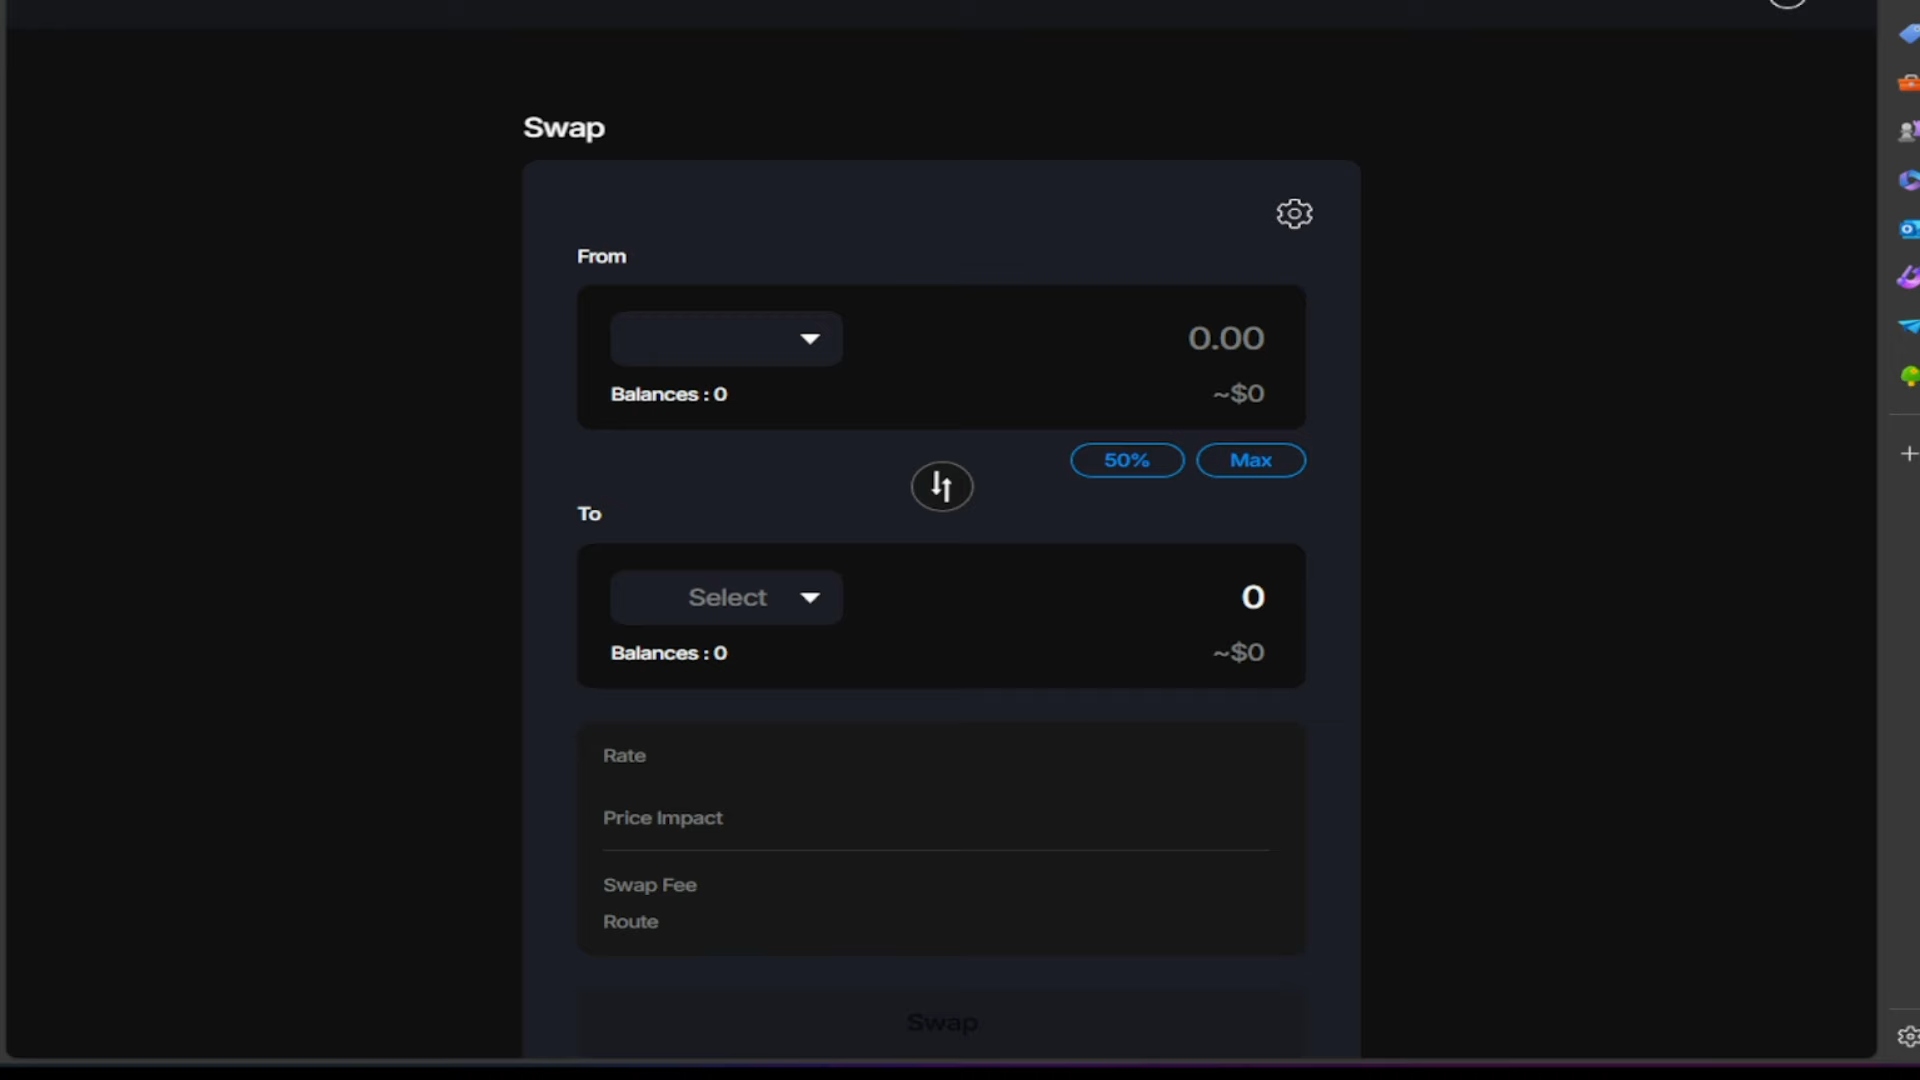 Swap
From
0.00
Balances : 0
~$0
50%
Max
To
Select
0
Balances : 0
~$0
Rate
Price Impact
Swap Fee
Route
Swap